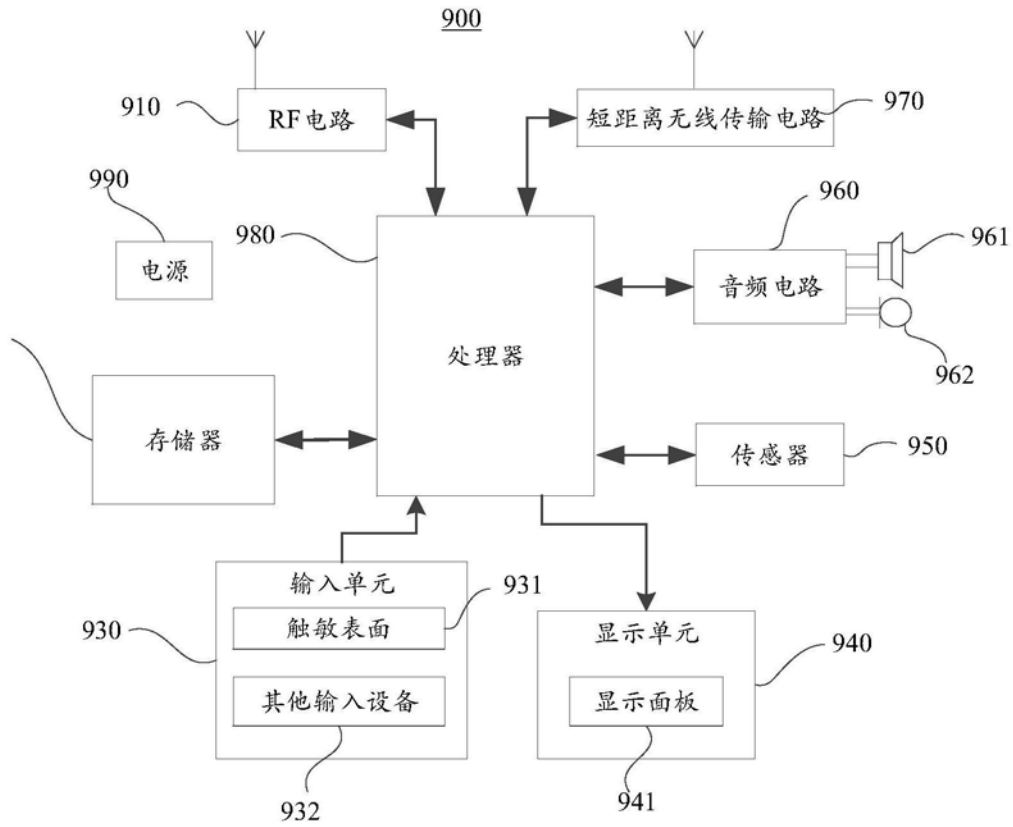 900
910
RF电路
短距离无线传输电路
970
990
电源
980
处理器
960
音频电路
961
962
存储器
传感器
950
输入单元
931
触敏表面
930
其他输入设备
932
显示单元
940
显示面板
941